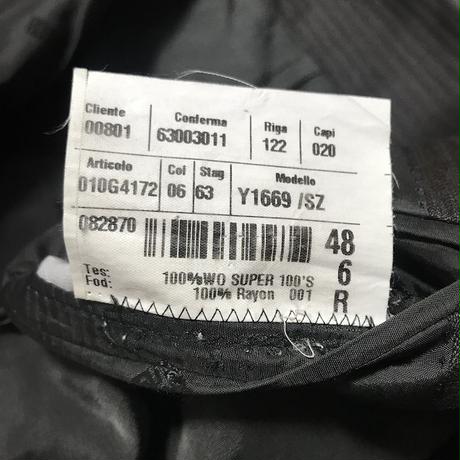 Cliente Conferma Riga Capi
00801 63003011 122 020
Articolo Col Stag Modello
010G4172 06 63 Y1669 /SZ
082870 48
6
Tes: 100%WO SUPER 100'S
Fod: 100% Rayon 001 R